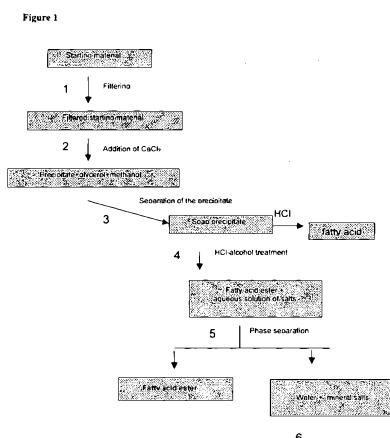 Figure 1
Starting material
1
Filtering
Filtered starting material
2
Addition of CaCl₂
Precipitate+glycerol+methanol
Separation of the precipitate
3
Soap precipitate
HCl
fatty acid
4
HCl-alcohol treatment
Fatty acid ester +
aqueous solution of salts
5
Phase separation
Fatty acid ester
Water + mineral salts
6